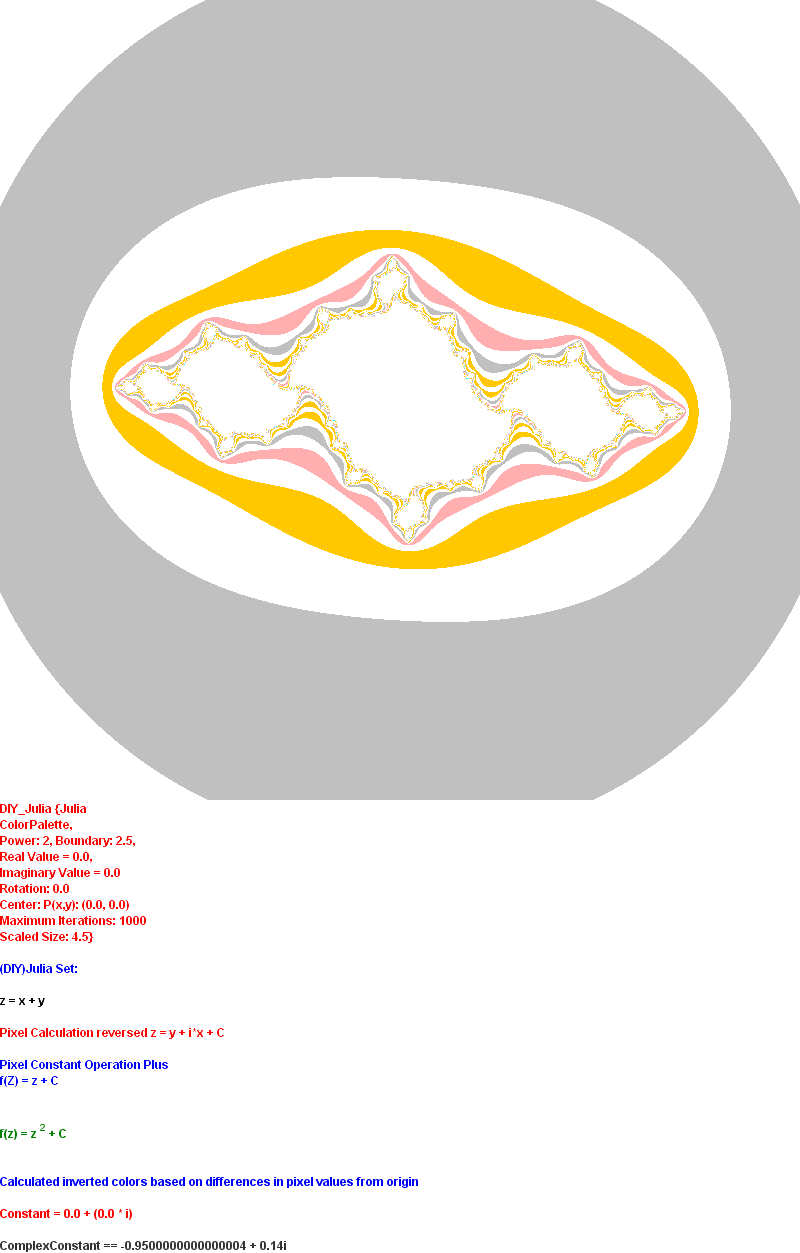 DIY_Julia {Julia
ColorPalette,
Power: 2, Boundary: 2.5,
Real Value = 0.0,
Imaginary Value = 0.0
Rotation: 0.0
Center: P(x,y): (0.0, 0.0)
Maximum Iterations: 1000
Scaled Size: 4.5}
(DIY)Julia Set:
z = x + y
Pixel Calculation reversed z = y + i*x + C
Pixel Constant Operation Plus
f(Z) = z + C
f(z) = z 2 + C
Calculated inverted colors based on differences in pixel values from origin
Constant = 0.0 + (0.0 * i)
ComplexConstant == -0.9500000000000004 + 0.14i